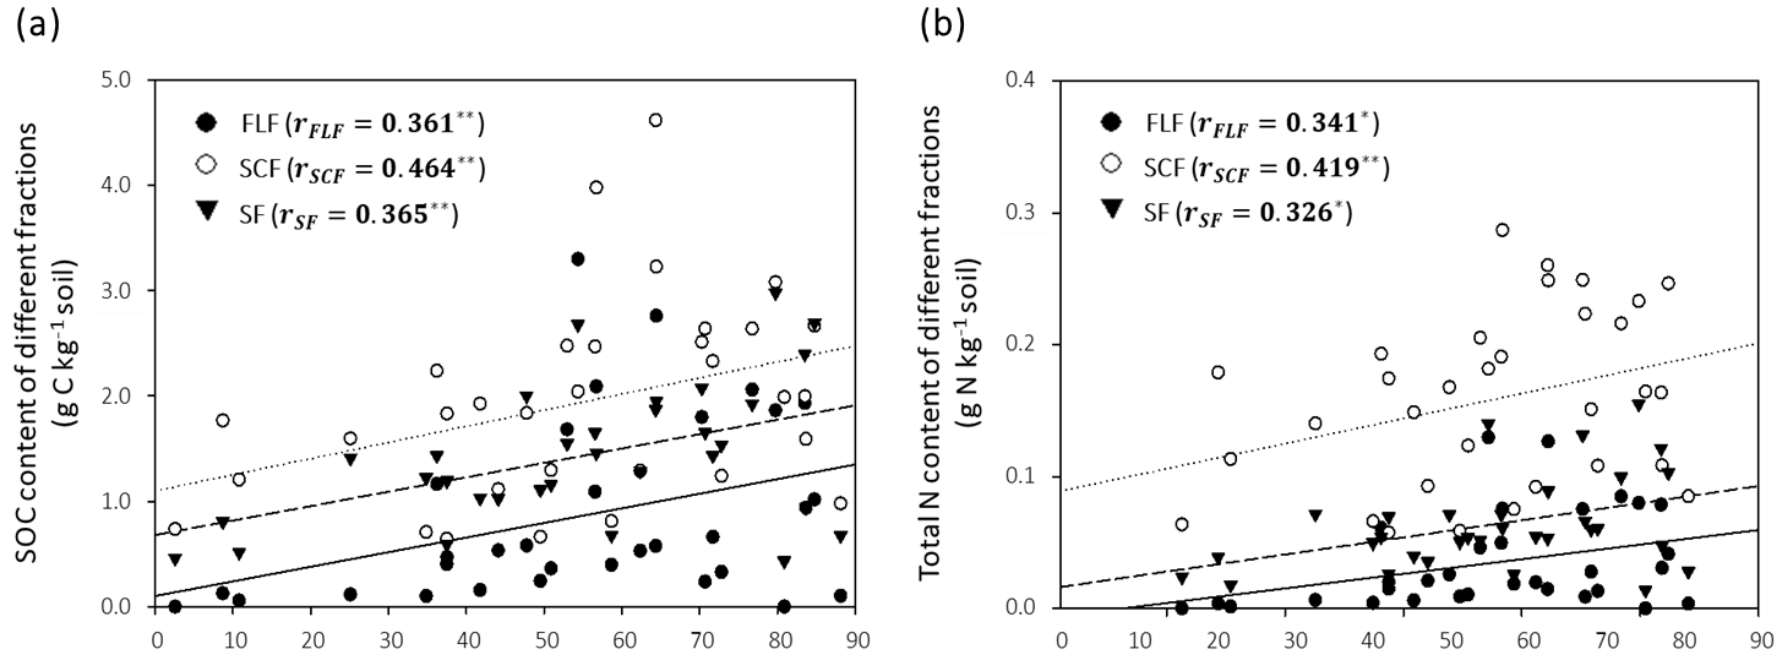 (a)
SOC content of different fractions
(g C kg⁻¹ soil)
5.0
4.0
3.0
2.0
1.0
0.0
FLF (r_FLF = 0.361**)
SCF (r_SCF = 0.464**)
SF (r_SF = 0.365**)
0 10 20 30 40 50 60 70 80 90
(b)
Total N content of different fractions
(g N kg⁻¹ soil)
0.4
0.3
0.2
0.1
0.0
FLF (r_FLF = 0.341*)
SCF (r_SCF = 0.419**)
SF (r_SF = 0.326*)
0 10 20 30 40 50 60 70 80 90